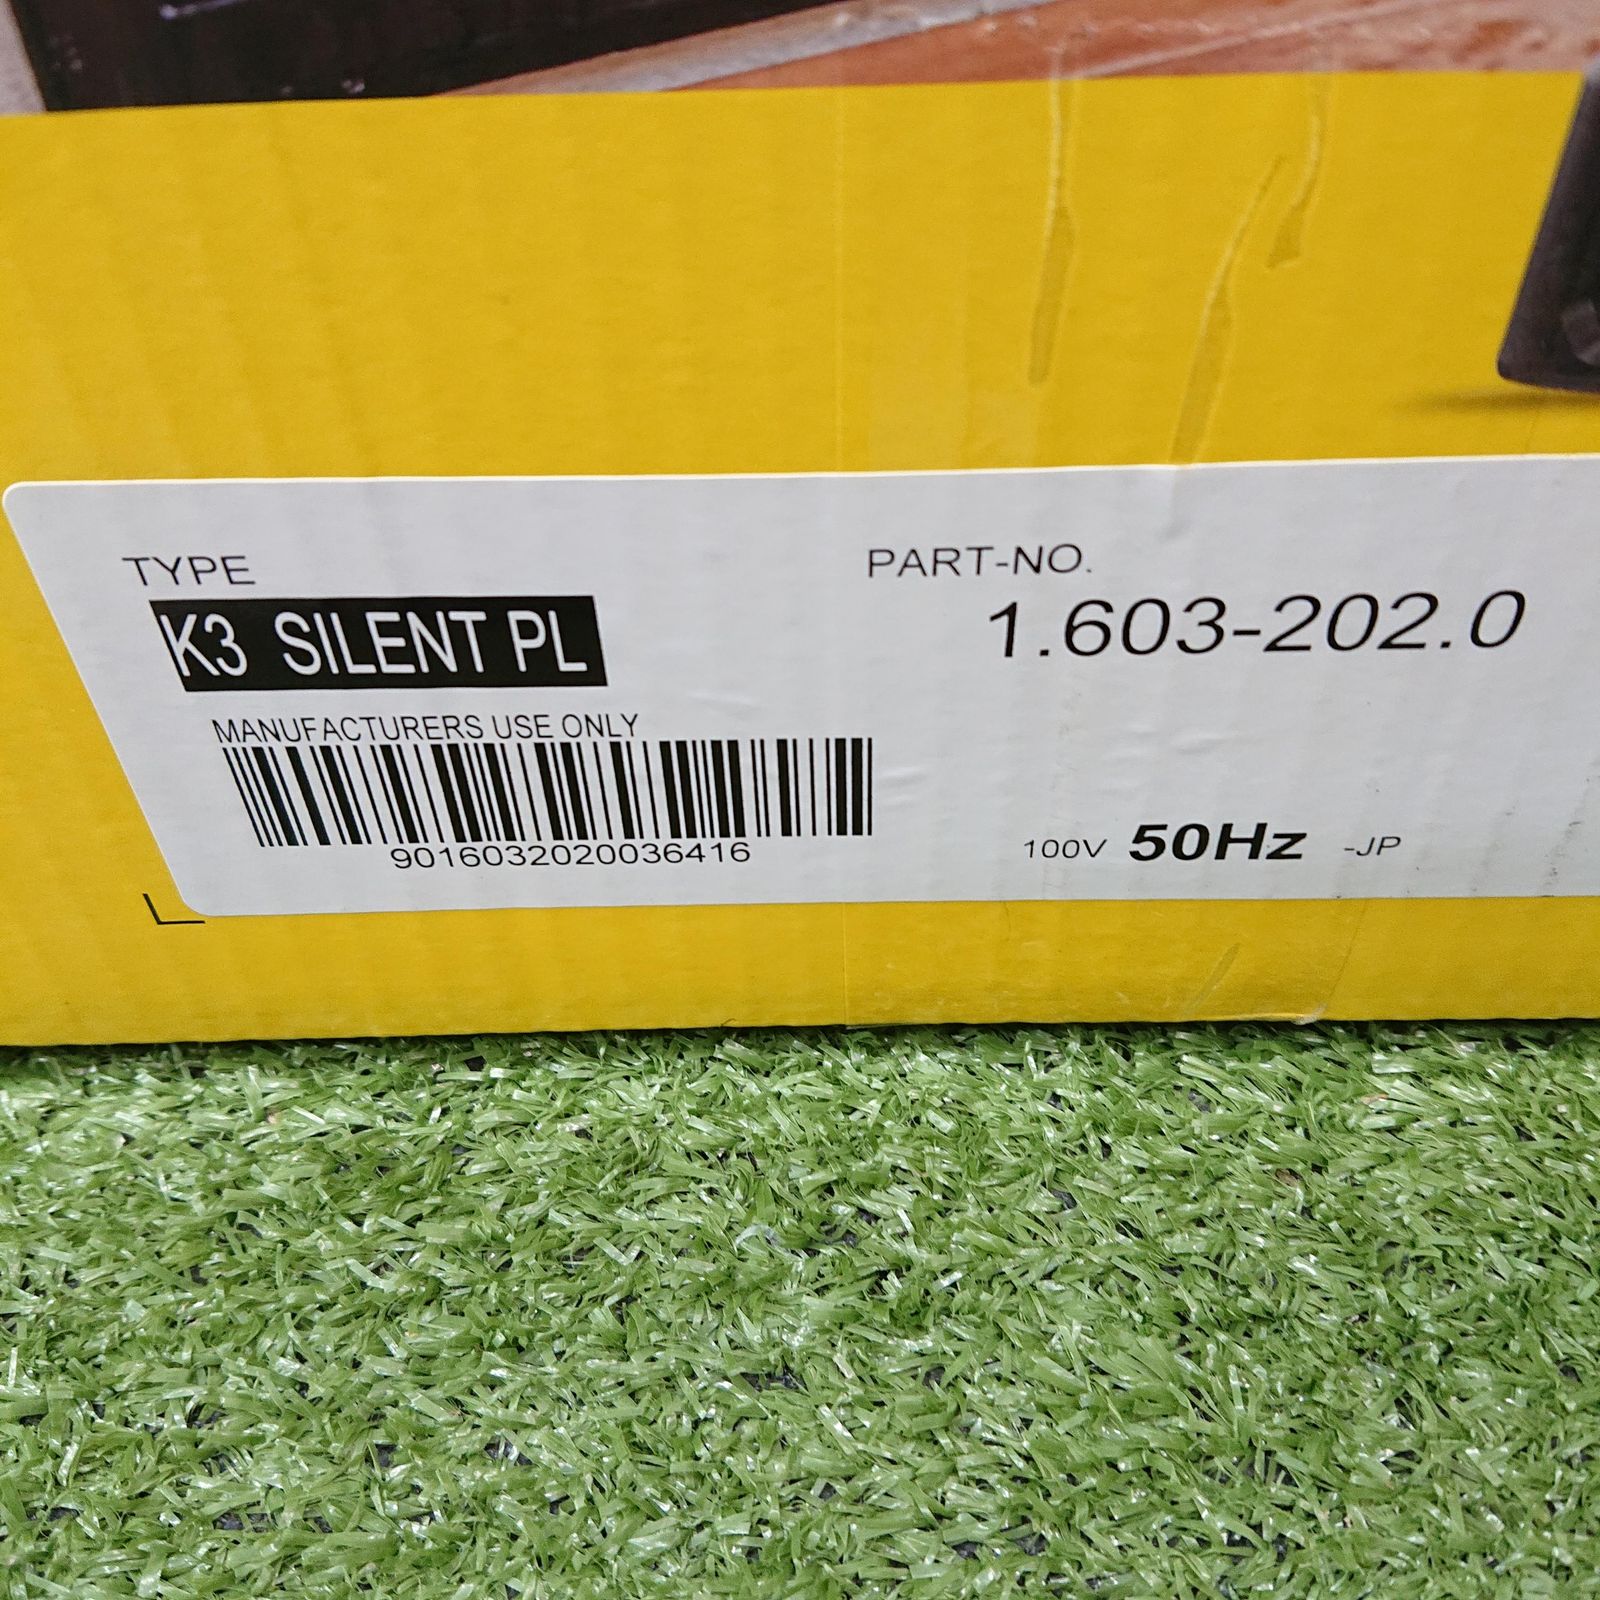 TYPE
K3 SILENT PL
PART-NO.
1.603-202.0
MANUFACTURERS USE ONLY
9016032020036416
100V 50Hz -JP